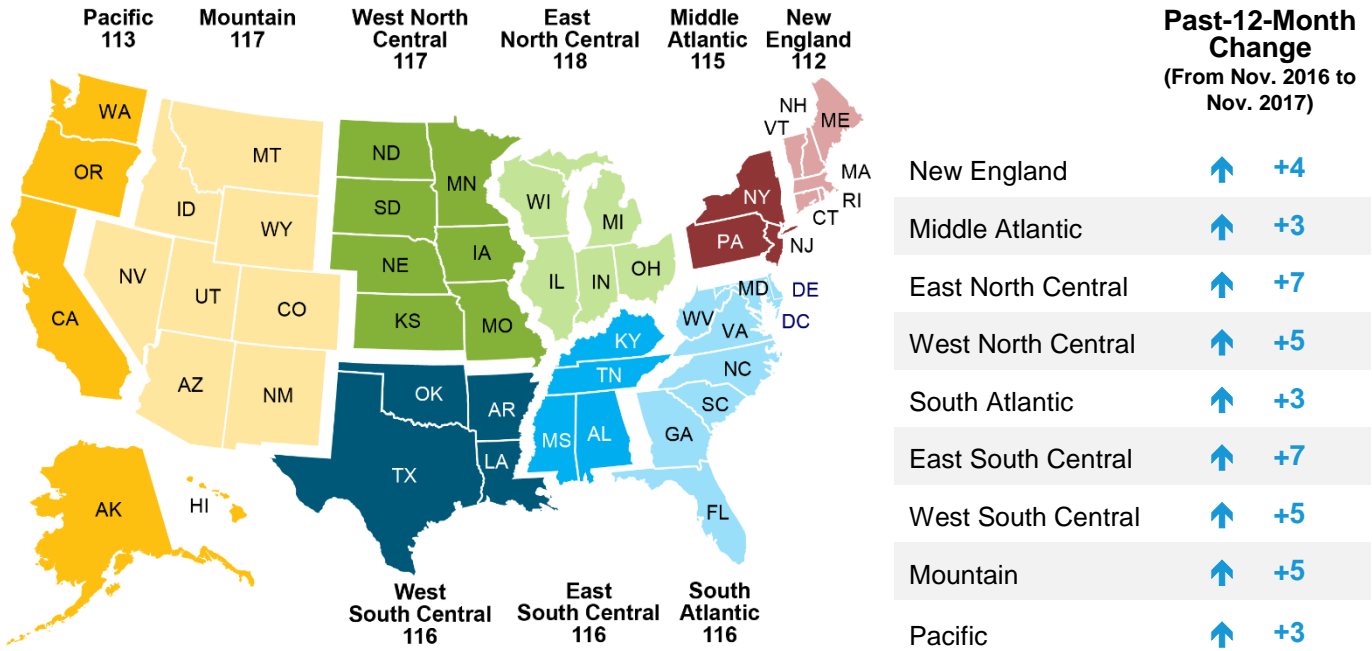 Pacific
113
Mountain
117
West North
Central
117
East
North Central
118
Middle
Atlantic
115
New
England
112
WA
OR
CA
AK
HI
MT
ID
WY
NV
UT
CO
AZ
NM
ND
MN
SD
NE
IA
KS
MO
WI
MI
IL
IN
OH
NY
PA
NJ
NH
VT
ME
MA
RI
CT
OK
AR
TX
LA
KY
TN
MS
AL
MD
DE
DC
WV
VA
NC
SC
GA
FL
West
South Central
116
East
South Central
116
South
Atlantic
116
Past-12-Month
Change
(From Nov. 2016 to
Nov. 2017)
New England +4
Middle Atlantic +3
East North Central +7
West North Central +5
South Atlantic +3
East South Central +7
West South Central +5
Mountain +5
Pacific +3